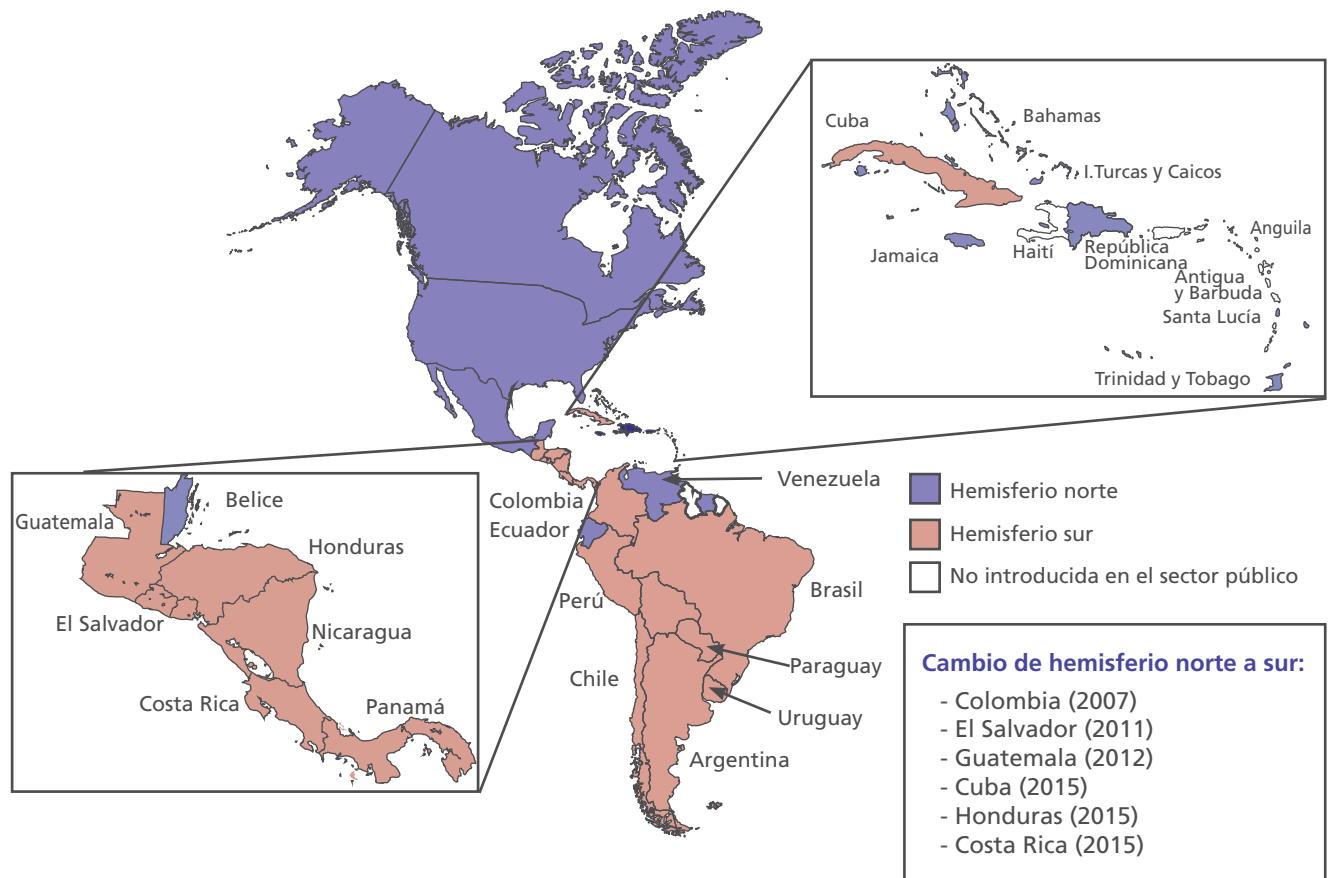 Cuba
Bahamas
I.Turcas y Caicos
Jamaica
Haití
República
Dominicana
Anguila
Antigua
y Barbuda
Santa Lucía
Trinidad y Tobago
Guatemala
Belice
Honduras
El Salvador
Nicaragua
Costa Rica
Panamá
Colombia
Ecuador
Venezuela
Perú
Brasil
Chile
Paraguay
Uruguay
Argentina
Hemisferio norte
Hemisferio sur
No introducida en el sector público
Cambio de hemisferio norte a sur:
- Colombia (2007)
- El Salvador (2011)
- Guatemala (2012)
- Cuba (2015)
- Honduras (2015)
- Costa Rica (2015)